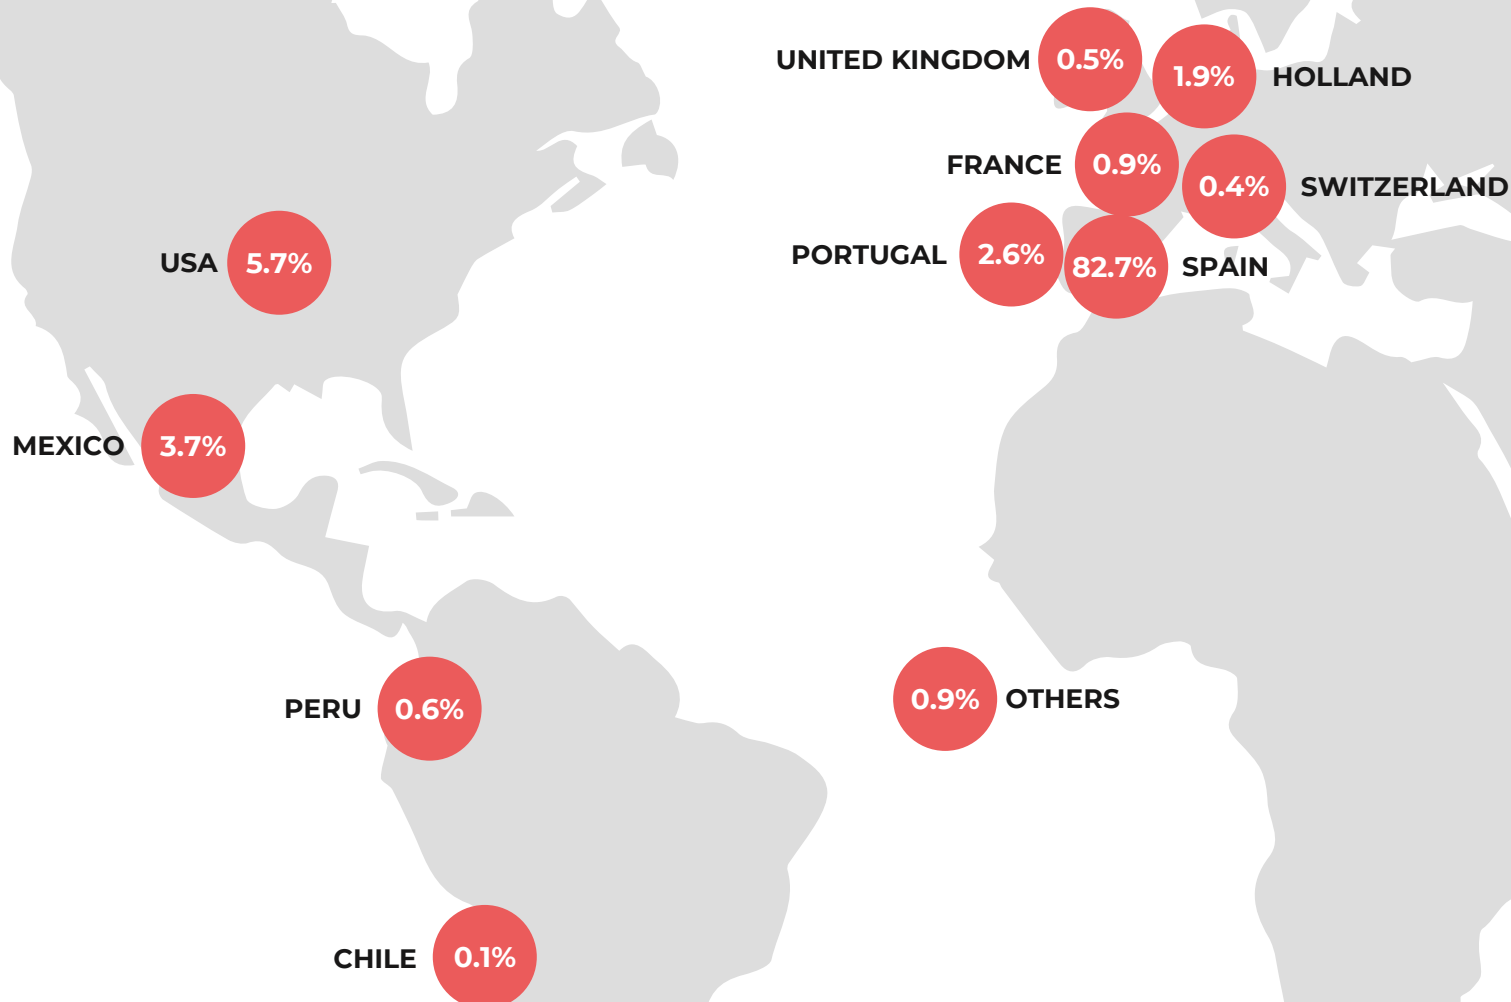 UNITED KINGDOM 0.5%
1.9% HOLLAND
FRANCE 0.9%
0.4% SWITZERLAND
PORTUGAL 2.6%
82.7% SPAIN
USA 5.7%
MEXICO 3.7%
PERU 0.6%
0.9% OTHERS
CHILE 0.1%